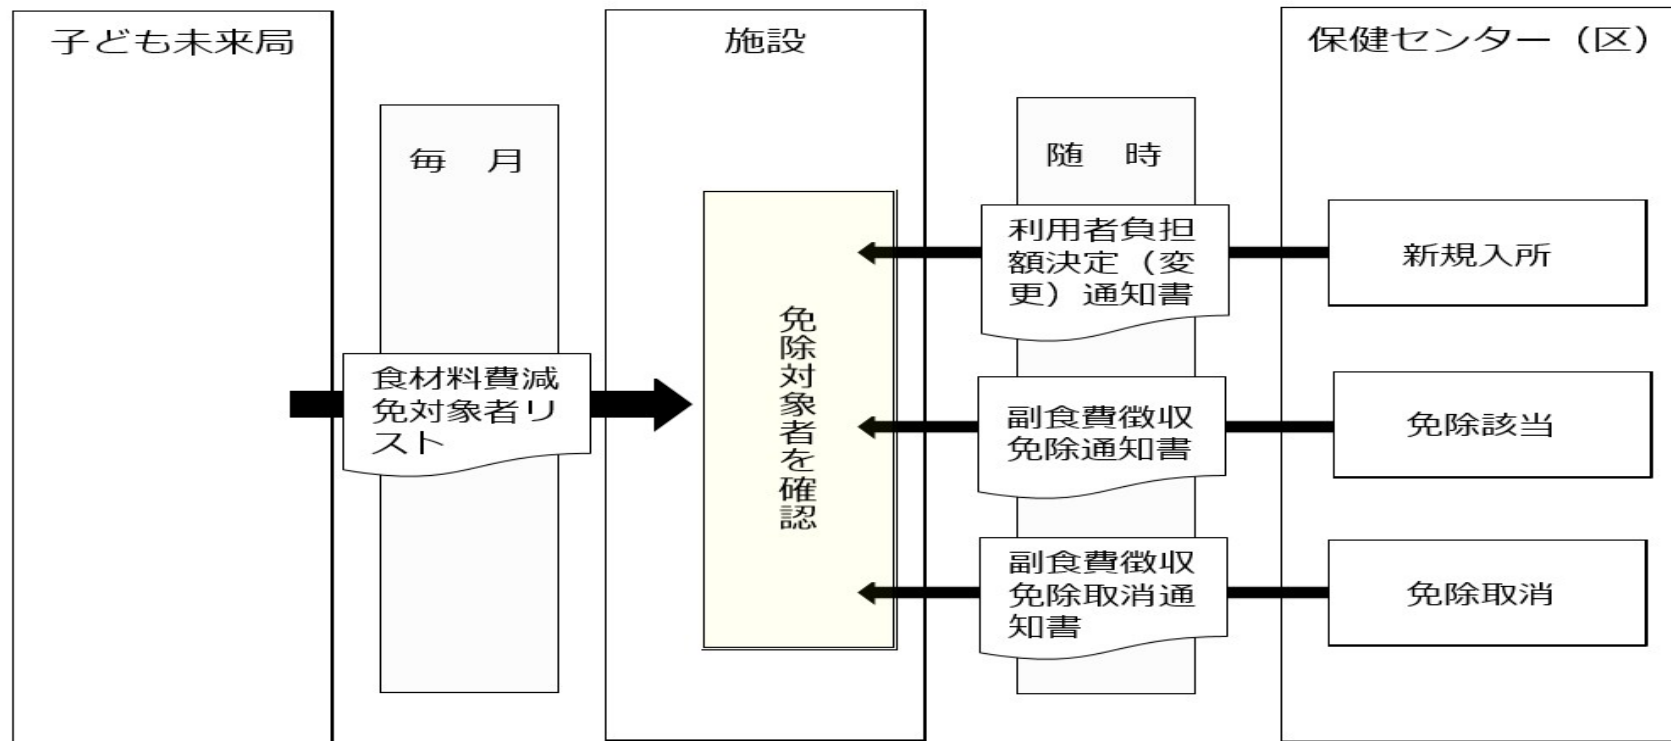 子ども未来局
施設
保健センター（区）
毎　月
随　時
食材料費減
免対象者リ
スト
免除対象者を確認
利用者負担
額決定（変
更）通知書
新規入所
副食費徴収
免除通知書
免除該当
副食費徴収
免除取消通
知書
免除取消